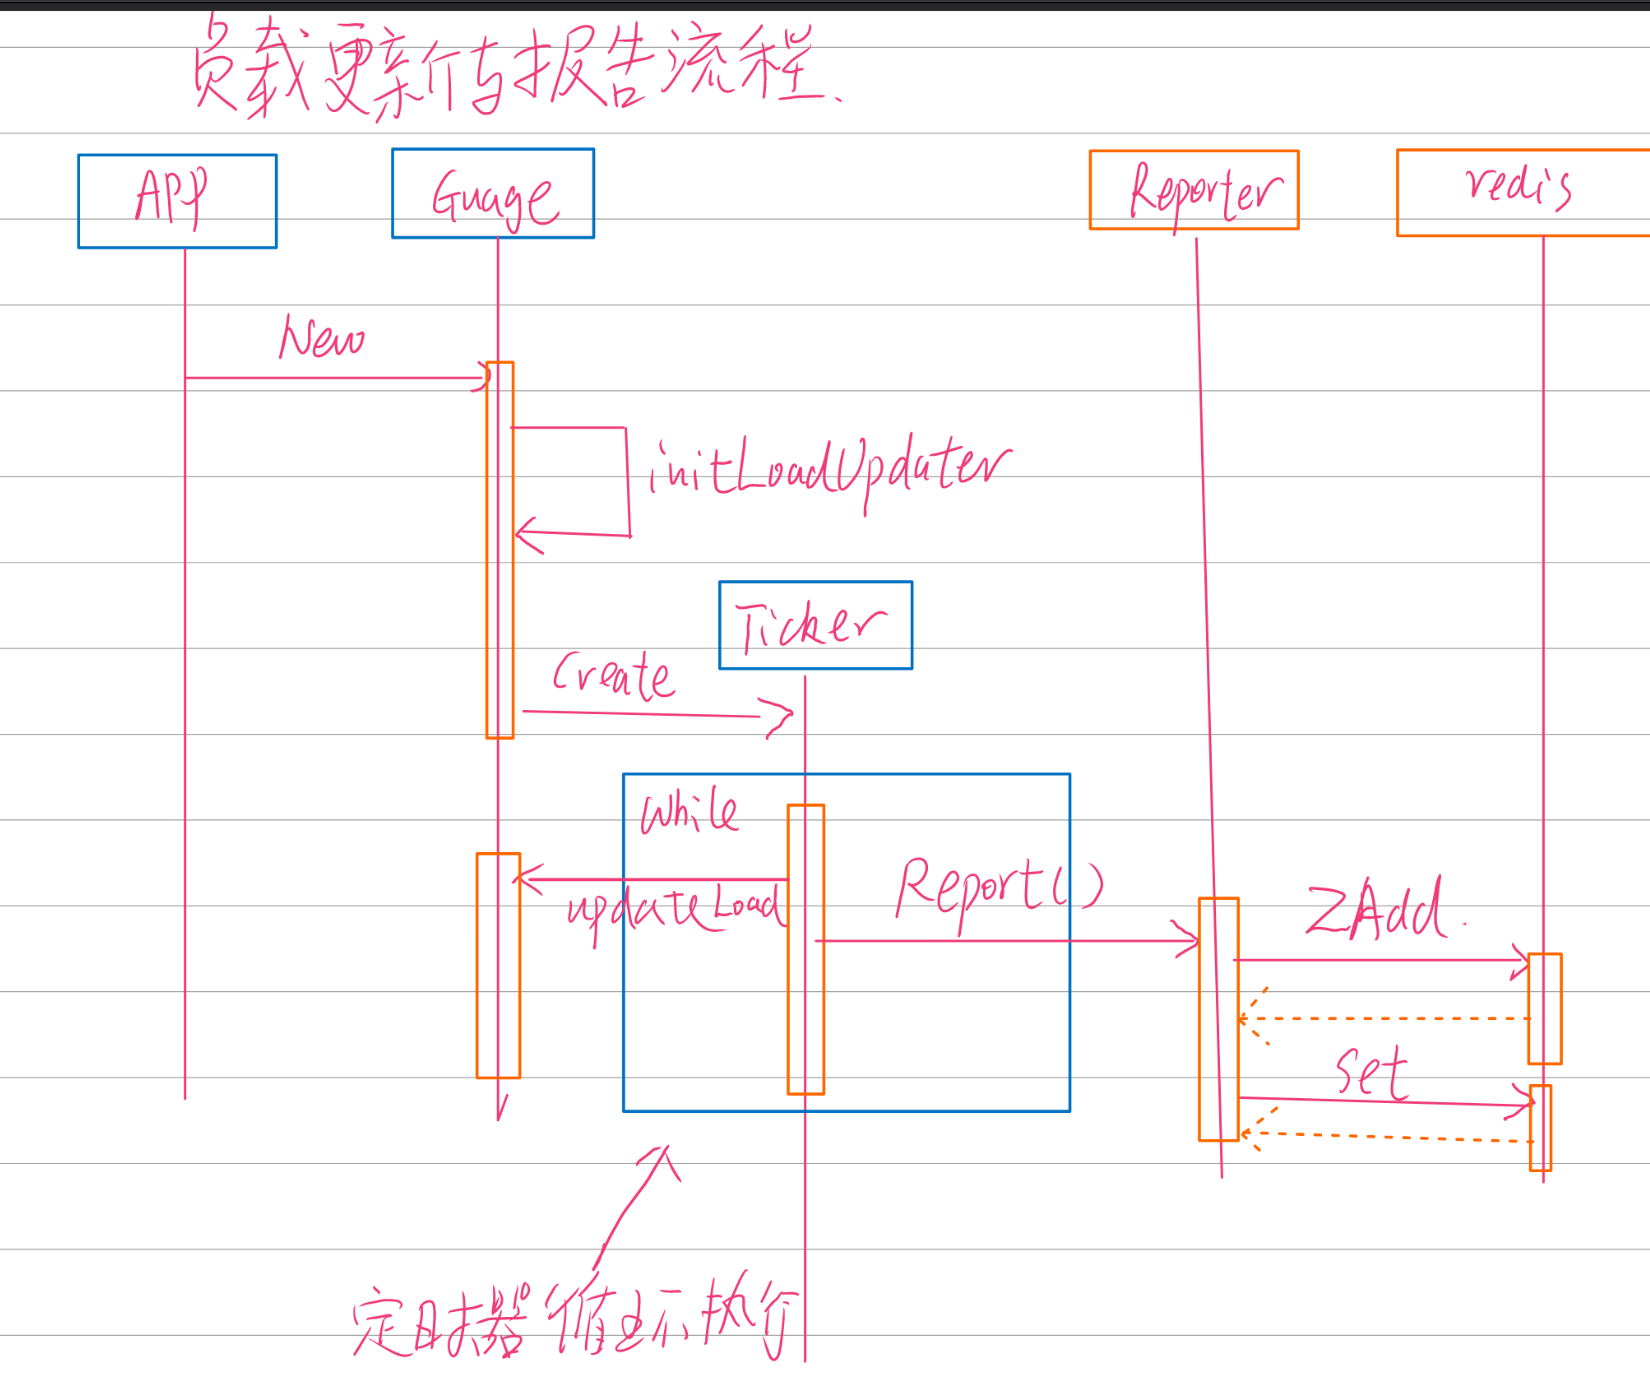 负载更新与报告流程.
APP
Guage
Reporter
redis
New
initLoadUpdater
Ticker
Create
while
updateLoad
Report()
ZAdd.
set
定时器循环执行